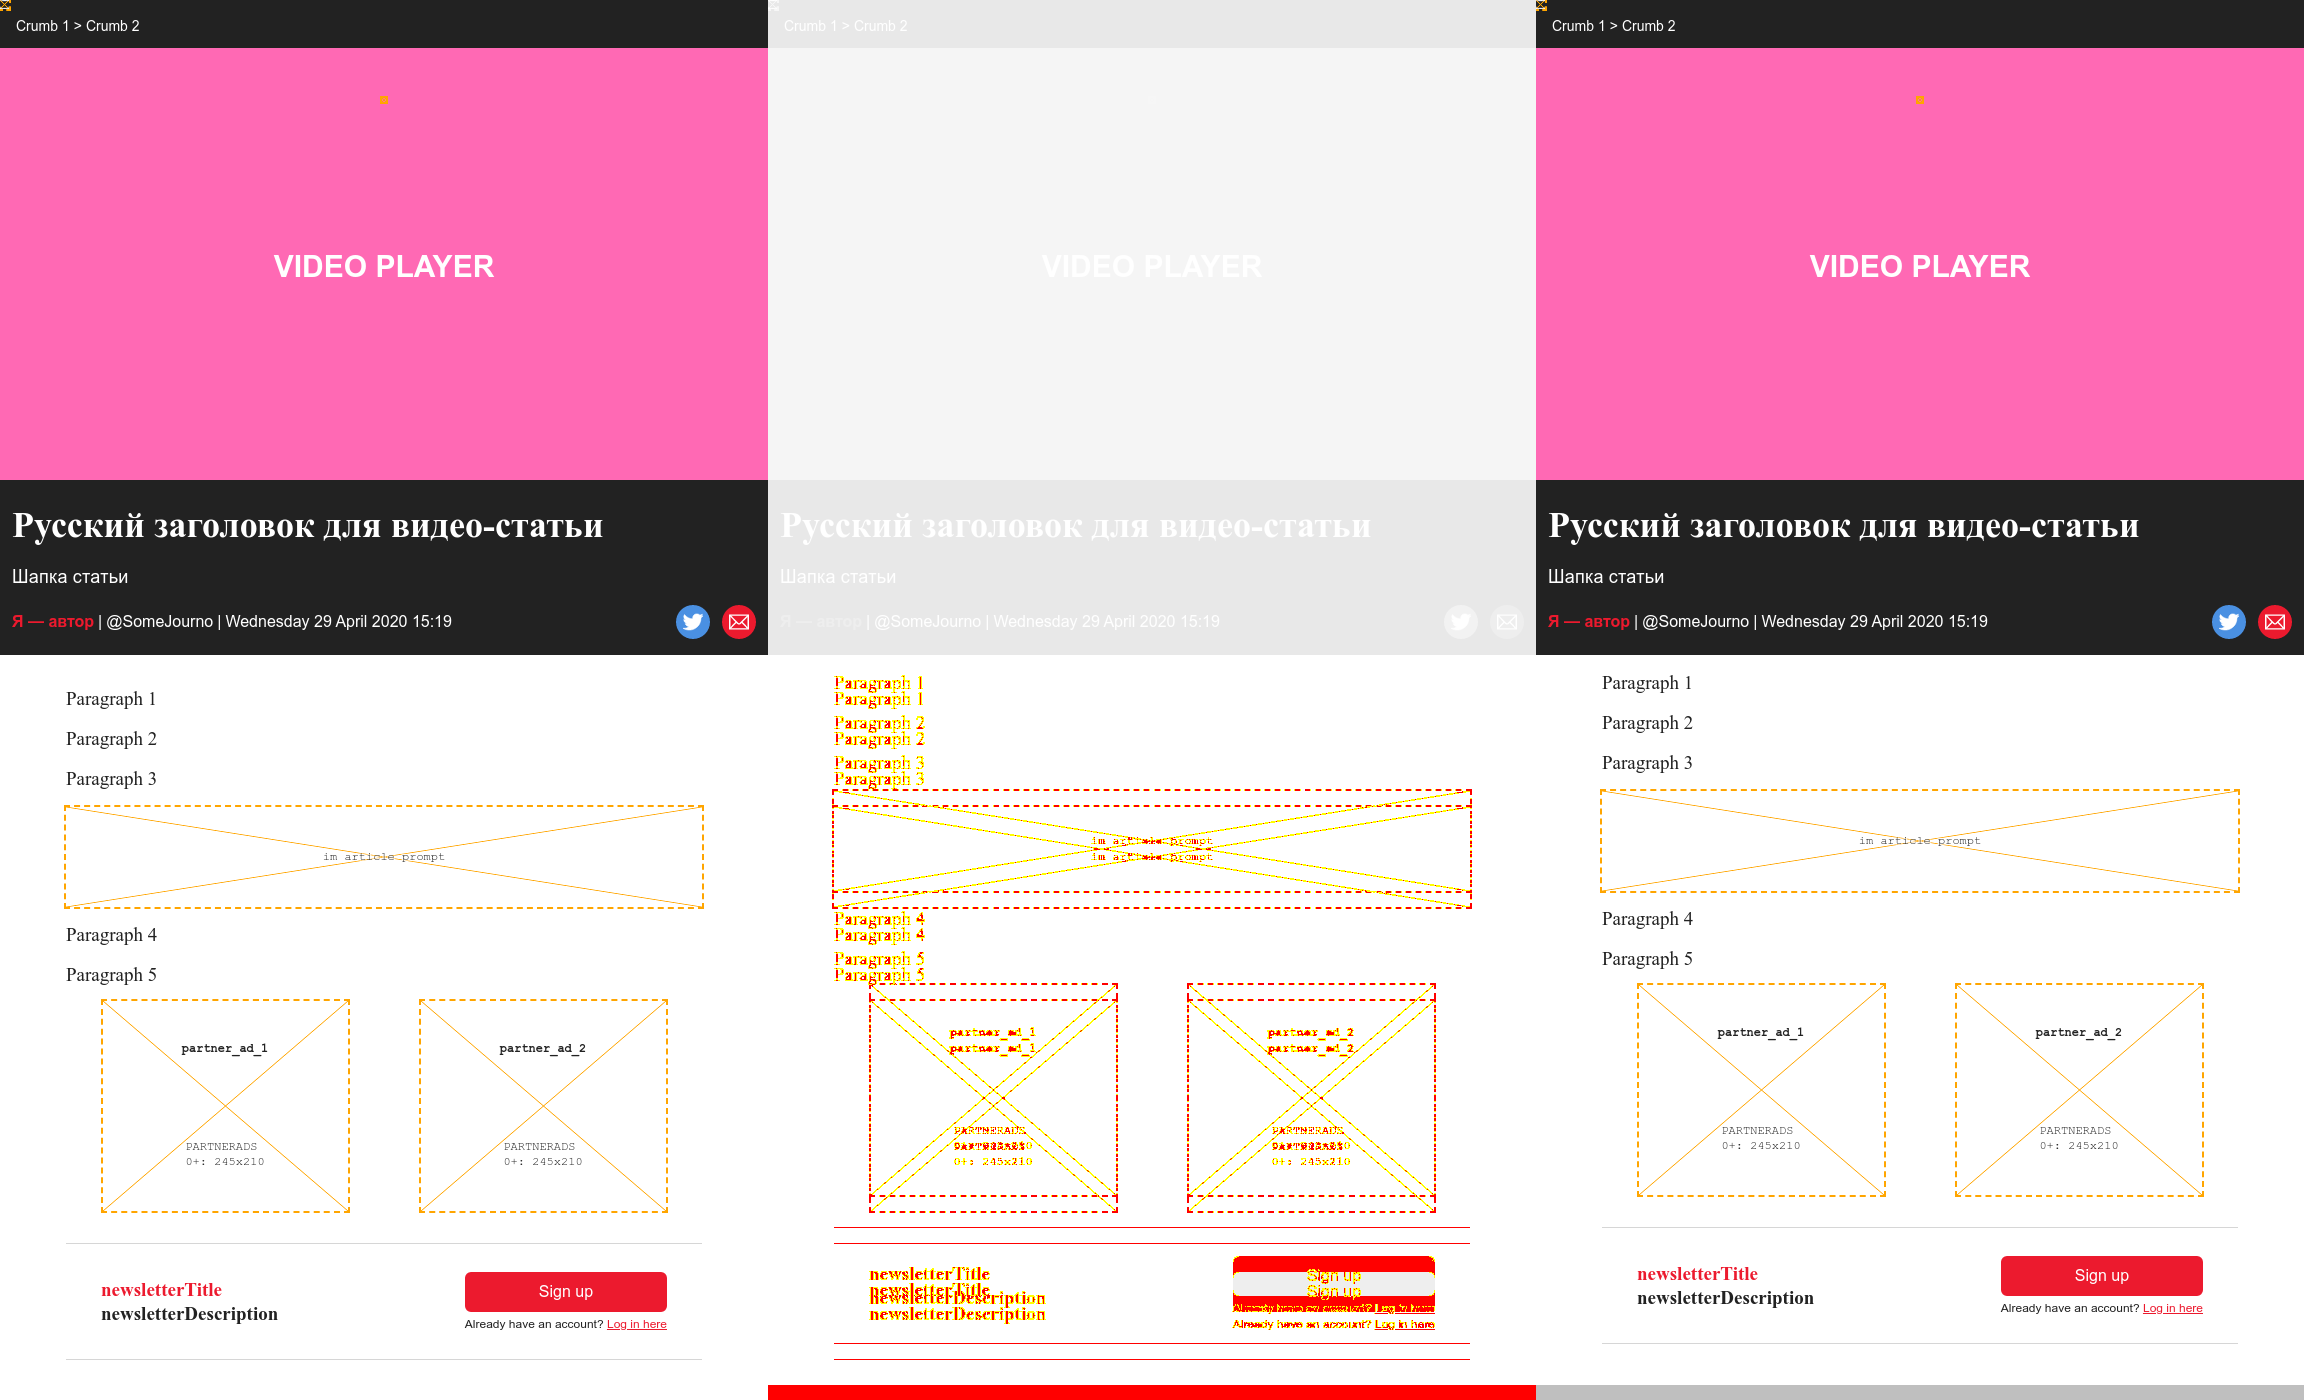 Crumb 1 > Crumb 2
VIDEO PLAYER
Русский заголовок для видео-статьи
Шапка статьи
Я — автор | @SomeJourno | Wednesday 29 April 2020 15:19
Paragraph 1
Paragraph 2
Paragraph 3
im article prompt
Paragraph 4
Paragraph 5
partner_ad_1
PARTNERADS
0+: 245x210
partner_ad_2
PARTNERADS
0+: 245x210
newsletterTitle
newsletterDescription
Sign up
Already have an account? Log in here
Crumb 1 > Crumb 2
VIDEO PLAYER
Русский заголовок для видео-статьи
Шапка статьи
Я — автор | @SomeJourno | Wednesday 29 April 2020 15:19
Paragraph 1
Paragraph 1
Paragraph 2
Paragraph 2
Paragraph 3
Paragraph 3
im article prompt
im article prompt
Paragraph 4
Paragraph 4
Paragraph 5
Paragraph 5
partner_ad_1
partner_ad_1
PARTNERADS
0+: 245x210
partner_ad_2
partner_ad_2
PARTNERADS
0+: 245x210
newsletterTitle
newsletterTitle
newsletterDescription
newsletterDescription
Sign up
Sign up
Already have an account? Log in here
Already have an account? Log in here
Crumb 1 > Crumb 2
VIDEO PLAYER
Русский заголовок для видео-статьи
Шапка статьи
Я — автор | @SomeJourno | Wednesday 29 April 2020 15:19
Paragraph 1
Paragraph 2
Paragraph 3
im article prompt
Paragraph 4
Paragraph 5
partner_ad_1
PARTNERADS
0+: 245x210
partner_ad_2
PARTNERADS
0+: 245x210
newsletterTitle
newsletterDescription
Sign up
Already have an account? Log in here